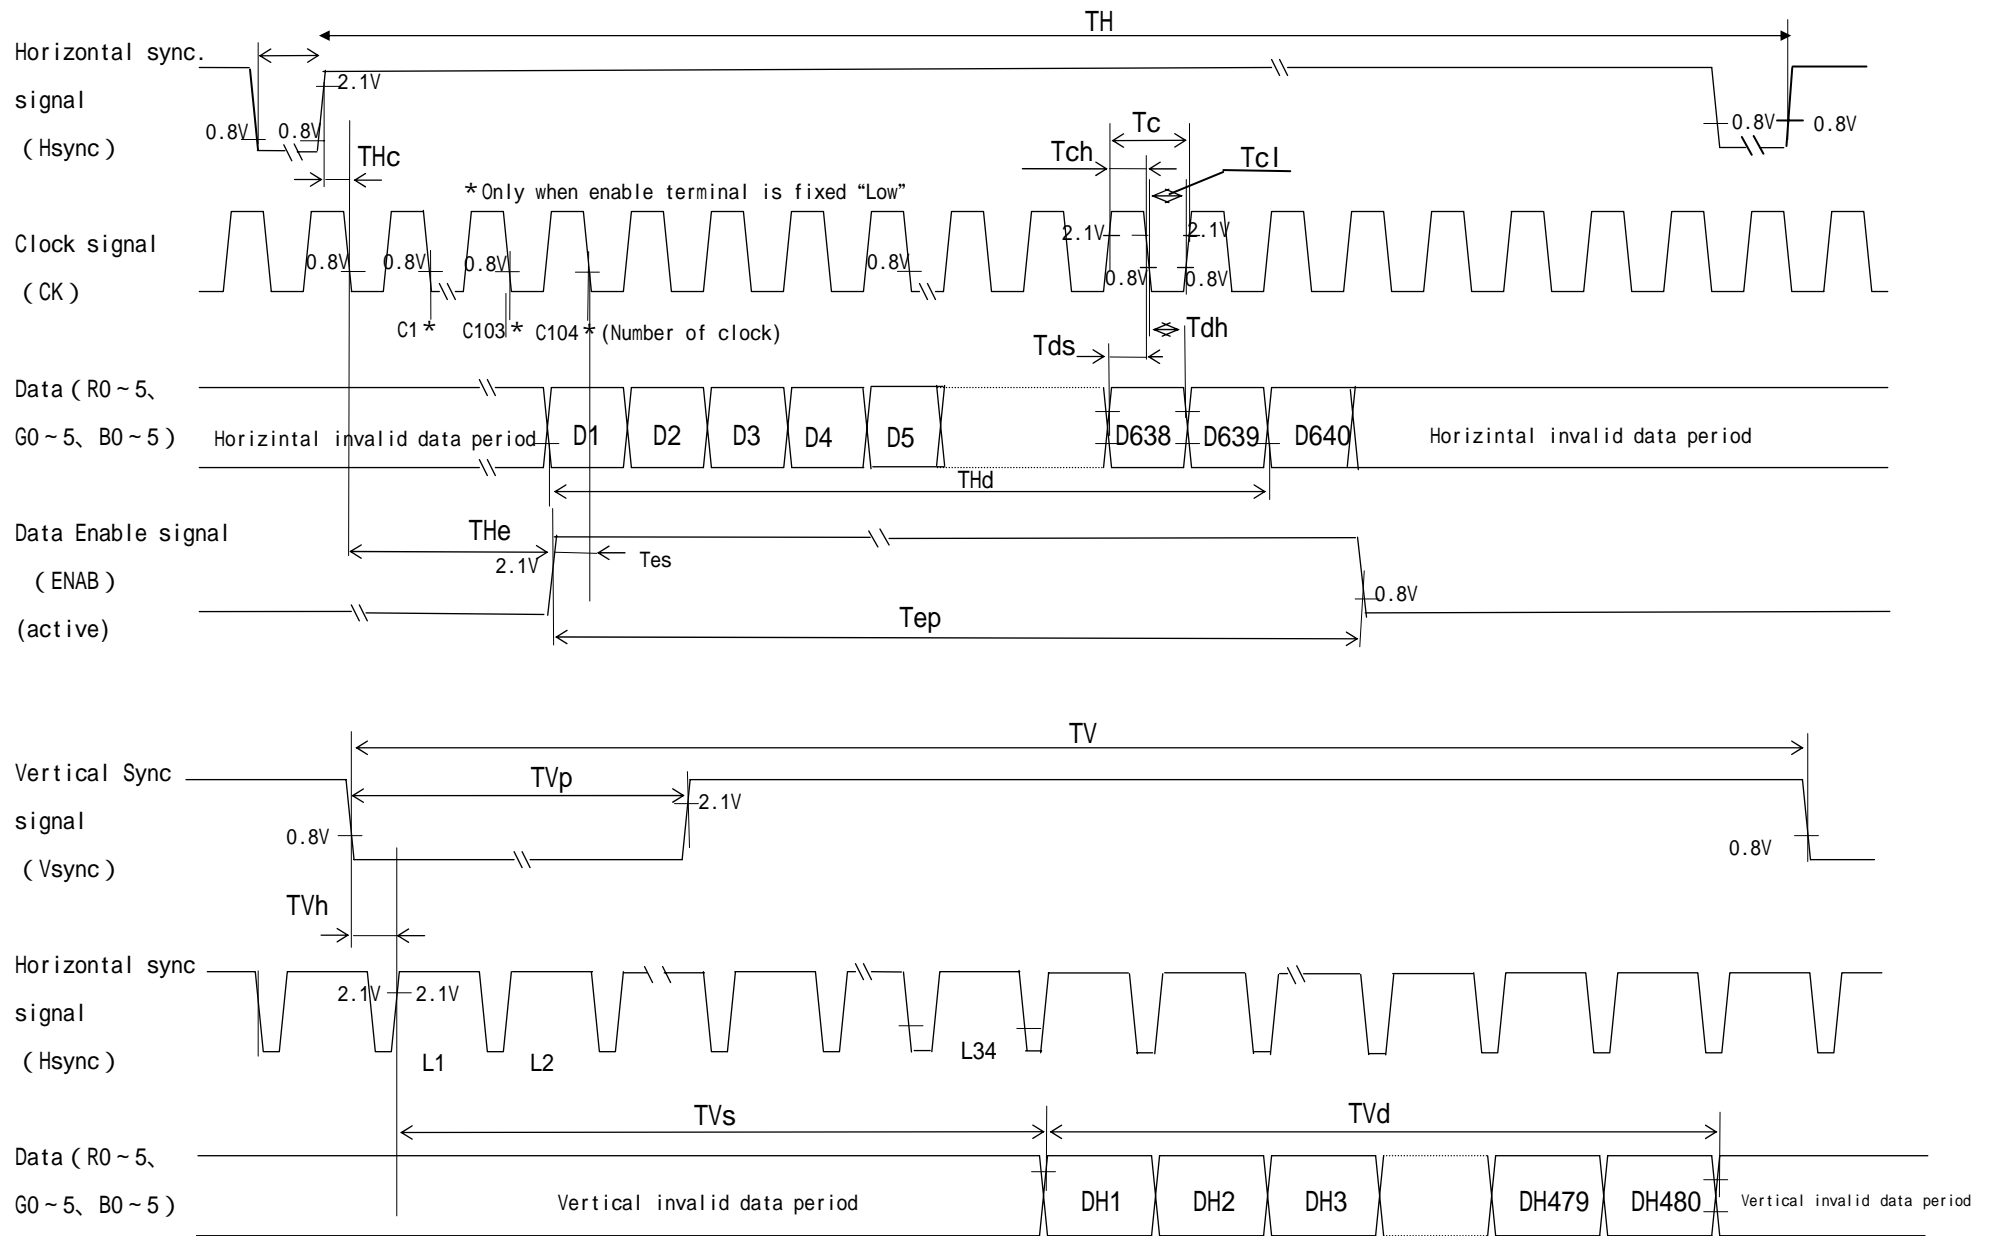 TH
Horizontal sync.
signal
(Hsync)
2.1V
0.8V 0.8V
0.8V 0.8V
THc
Tc
Tch
Tcl
*Only when enable terminal is fixed “Low”
Clock signal
(CK)
2.1V 2.1V
0.8V 0.8V 0.8V 0.8V 0.8V 0.8V
C1* C103* C104*(Number of clock)
Tds Tdh
Data(R0~5、
G0~5、B0~5) Horizintal invalid data period D1 D2 D3 D4 D5 D638 D639 D640 Horizintal invalid data period
THd
Data Enable signal
(ENAB)
(active)
THe
2.1V
Tes
0.8V
Tep
TV
Vertical Sync
signal
(Vsync)
TVp
2.1V
0.8V
0.8V
TVh
Horizontal sync
signal
(Hsync)
2.1V 2.1V
L1 L2 L34
TVs TVd
Data(R0~5、
G0~5、B0~5) Vertical invalid data period DH1 DH2 DH3 DH479 DH480 Vertical invalid data period